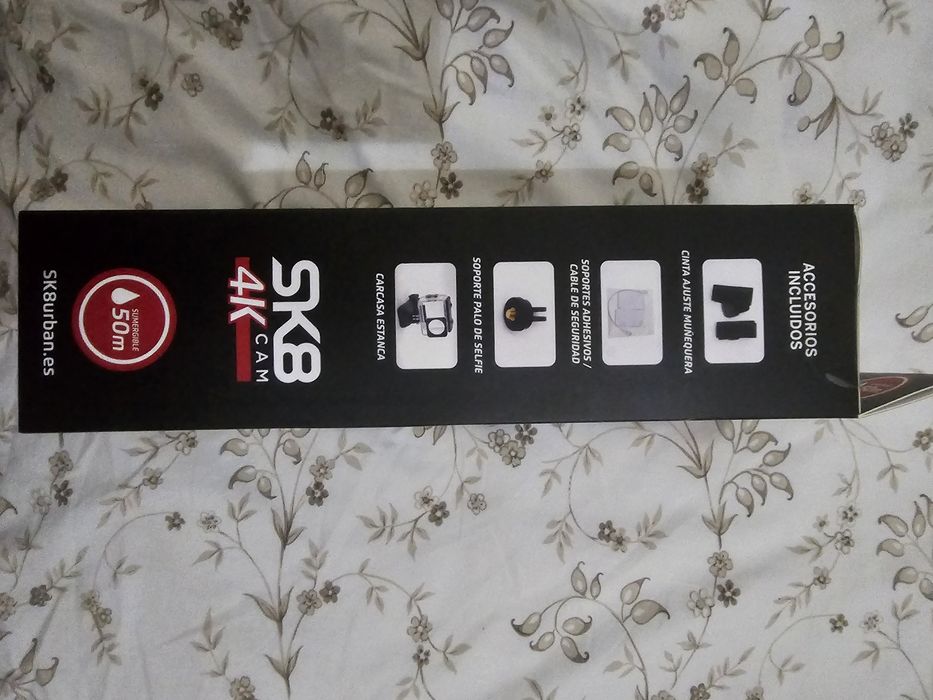 ACCESORIOS
INCLUIDOS
CINTA AJUSTE MUÑEQUERA
SOPORTES ADHESIVOS /
CABLE DE SEGURIDAD
SOPORTE PALO DE SELFIE
CARCASA ESTANCA
SK8
4K CAM
SUMERGIBLE
50m
SK8urban.es